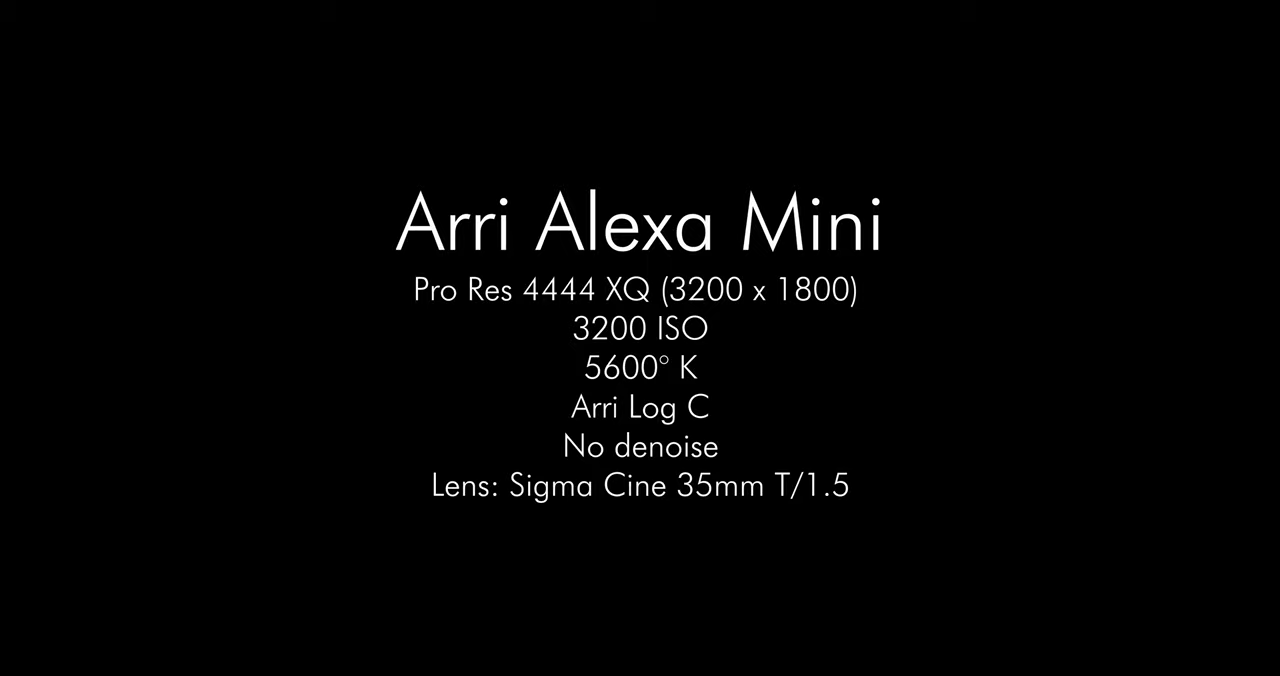 Arri Alexa Mini
Pro Res 4444 XQ (3200 x 1800)
3200 ISO
5600° K
Arri Log C
No denoise
Lens: Sigma Cine 35mm T/1.5